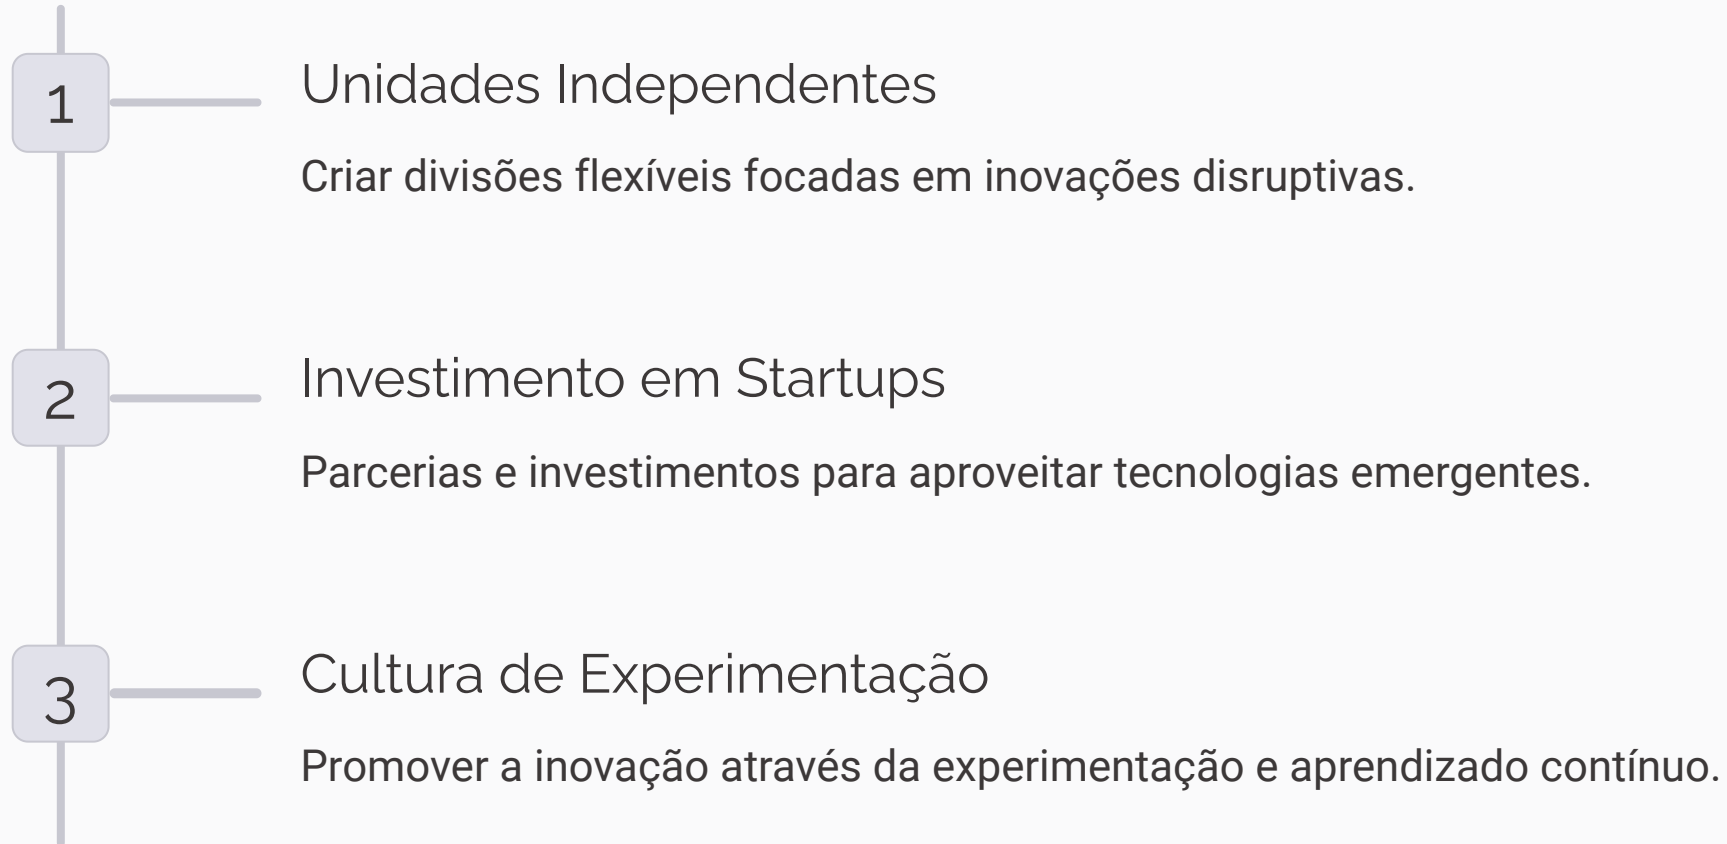 1
Unidades Independentes
Criar divisões flexíveis focadas em inovações disruptivas.
2
Investimento em Startups
Parcerias e investimentos para aproveitar tecnologias emergentes.
3
Cultura de Experimentação
Promover a inovação através da experimentação e aprendizado contínuo.